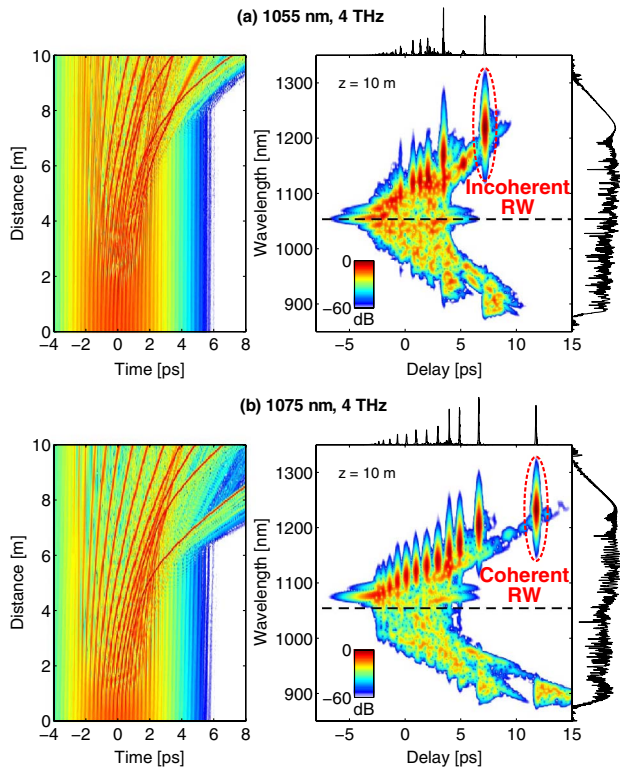 (a) 1055 nm, 4 THz
10
8
6
4
2
0
Distance [m]
−4 −2 0 2 4 6 8
Time [ps]
1300
1200
1100
1000
900
Wavelength [nm]
z = 10 m
Incoherent
RW
0
−60
dB
−5 0 5 10 15
Delay [ps]
(b) 1075 nm, 4 THz
10
8
6
4
2
0
Distance [m]
−4 −2 0 2 4 6 8
Time [ps]
1300
1200
1100
1000
900
Wavelength [nm]
z = 10 m
Coherent
RW
0
−60
dB
−5 0 5 10 15
Delay [ps]